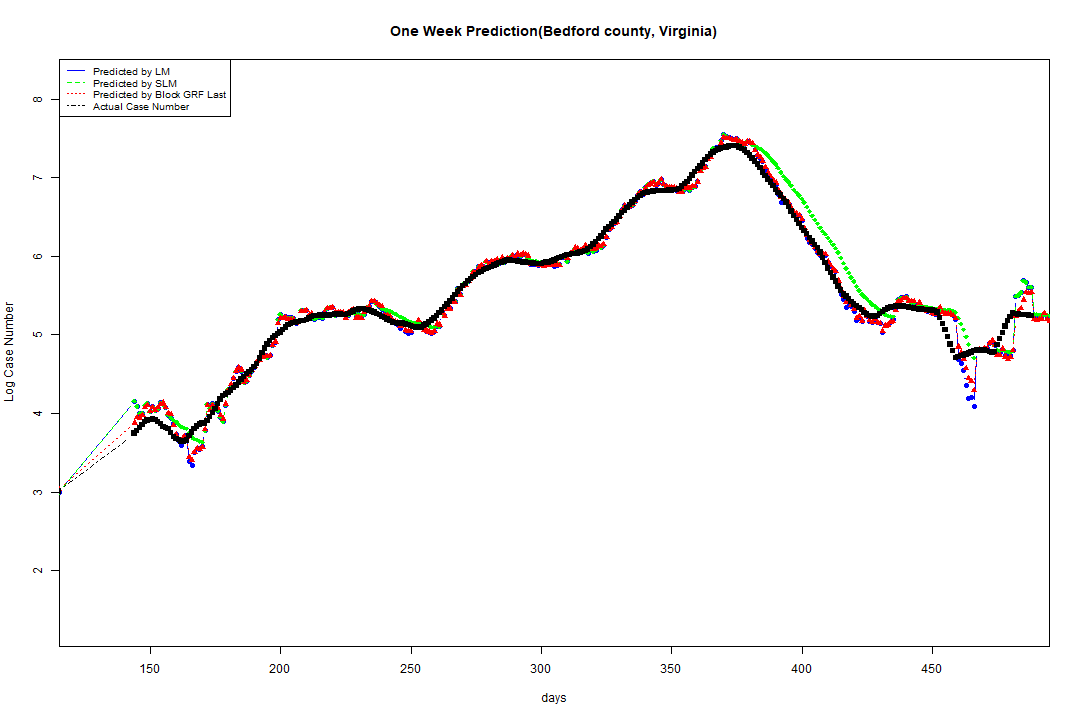 One Week Prediction(Bedford county, Virginia)
Predicted by LM
Predicted by SLM
Predicted by Block GRF Last
Actual Case Number
8
7
6
5
4
3
2
Log Case Number
150 200 250 300 350 400 450
days